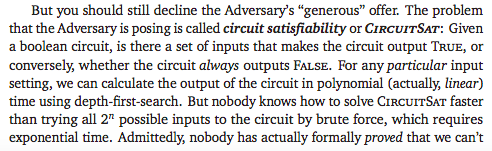 But you should still decline the Adversary's “generous” offer. The problem
that the Adversary is posing is called circuit satisfiability or CIRCUITSAT: Given
a boolean circuit, is there a set of inputs that makes the circuit output TRUE, or
conversely, whether the circuit always outputs FALSE. For any particular input
setting, we can calculate the output of the circuit in polynomial (actually, linear)
time using depth-first-search. But nobody knows how to solve CIRCUITSAT faster
than trying all 2ⁿ possible inputs to the circuit by brute force, which requires
exponential time. Admittedly, nobody has actually formally proved that we can't